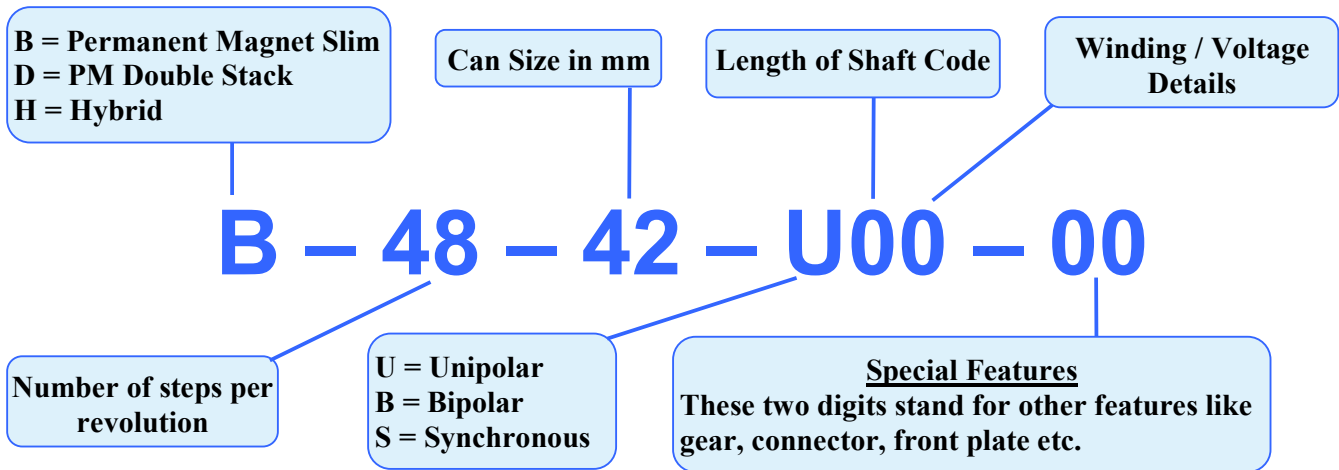 B = Permanent Magnet Slim
D = PM Double Stack
H = Hybrid
Can Size in mm
Length of Shaft Code
Winding / Voltage
Details
B – 48 – 42 – U00 – 00
Number of steps per
revolution
U = Unipolar
B = Bipolar
S = Synchronous
Special Features
These two digits stand for other features like
gear, connector, front plate etc.